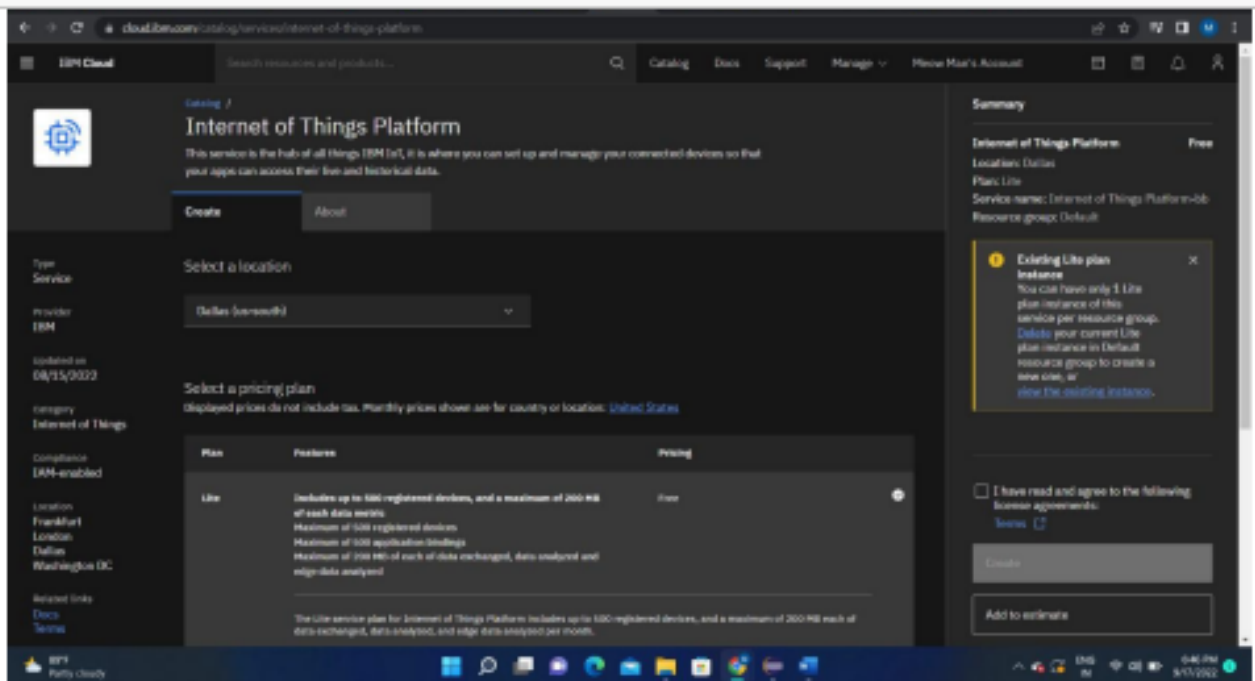 cloud.ibm.com/catalog/services/internet-of-things-platform
IBM Cloud
Search resources and products...
Catalog Docs Support Manage
Meow Man's Account
Catalog /
Internet of Things Platform
This service is the hub of all things IBM IoT, it is where you can set up and manage your connected devices so that
your apps can access their live and historical data.
Create About
Type
Service
Provider
IBM
Updated on
08/15/2022
Category
Internet of Things
Compliance
IAM-enabled
Location
Frankfurt
London
Dallas
Washington DC
Related links
Docs
Terms
Select a location
Dallas (us-south)
Select a pricing plan
Displayed prices do not include tax. Monthly prices shown are for country or location: United States
Plan Features Pricing
Lite
Includes up to 500 registered devices, and a maximum of 200 MB
of each data metric
Maximum of 500 registered devices
Maximum of 500 application bindings
Maximum of 200 MB of each of data exchanged, data analyzed and
edge data analyzed
Free
The Lite service plan for Internet of Things Platform includes up to 500 registered devices, and a maximum of 200 MB each of
data exchanged, data analyzed, and edge data analyzed per month.
Summary
Internet of Things Platform Free
Location: Dallas
Plan: Lite
Service name: Internet of Things Platform-bb
Resource group: Default
Existing Lite plan
instance
You can have only 1 Lite
plan instance of this
service per resource group.
Delete your current Lite
plan instance in Default
resource group to create a
new one, or
view the existing instance.
I have read and agree to the following
license agreements:
Terms
Create
Add to estimate
Partly cloudy
ENG
IN
6:46 PM
9/17/2022